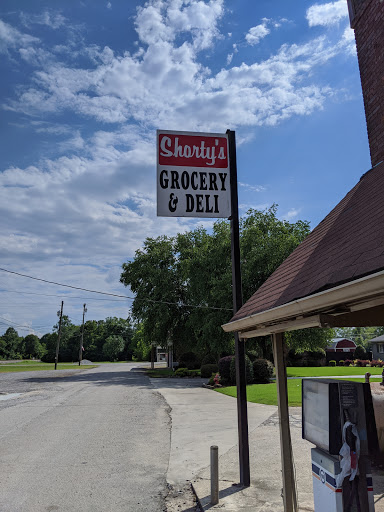 Shorty's
GROCERY
& DELI